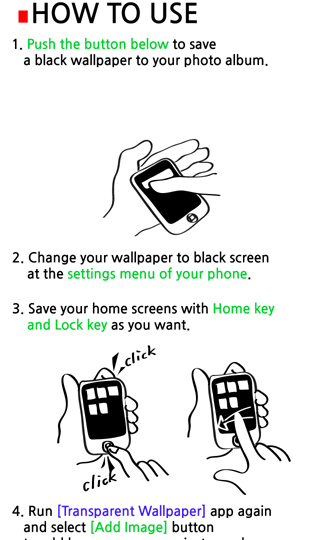 HOW TO USE
1. Push the button below to save
a black wallpaper to your photo album.
2. Change your wallpaper to black screen
at the settings menu of your phone.
3. Save your home screens with Home key
and Lock key as you want.
click
click
4. Run [Transparent Wallpaper] app again
and select [Add Image] button